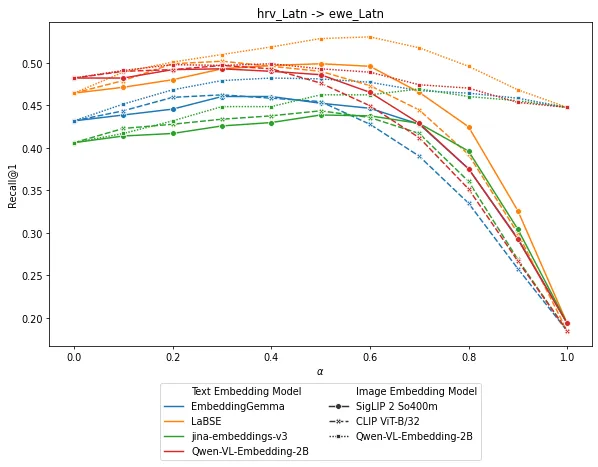 hrv_Latn -> ewe_Latn
Recall@1
0.50
0.45
0.40
0.35
0.30
0.25
0.20
0.0
0.2
0.4
0.6
0.8
1.0
α
Text Embedding Model
EmbeddingGemma
LaBSE
jina-embeddings-v3
Qwen-VL-Embedding-2B
Image Embedding Model
SigLIP 2 So400m
CLIP ViT-B/32
Qwen-VL-Embedding-2B